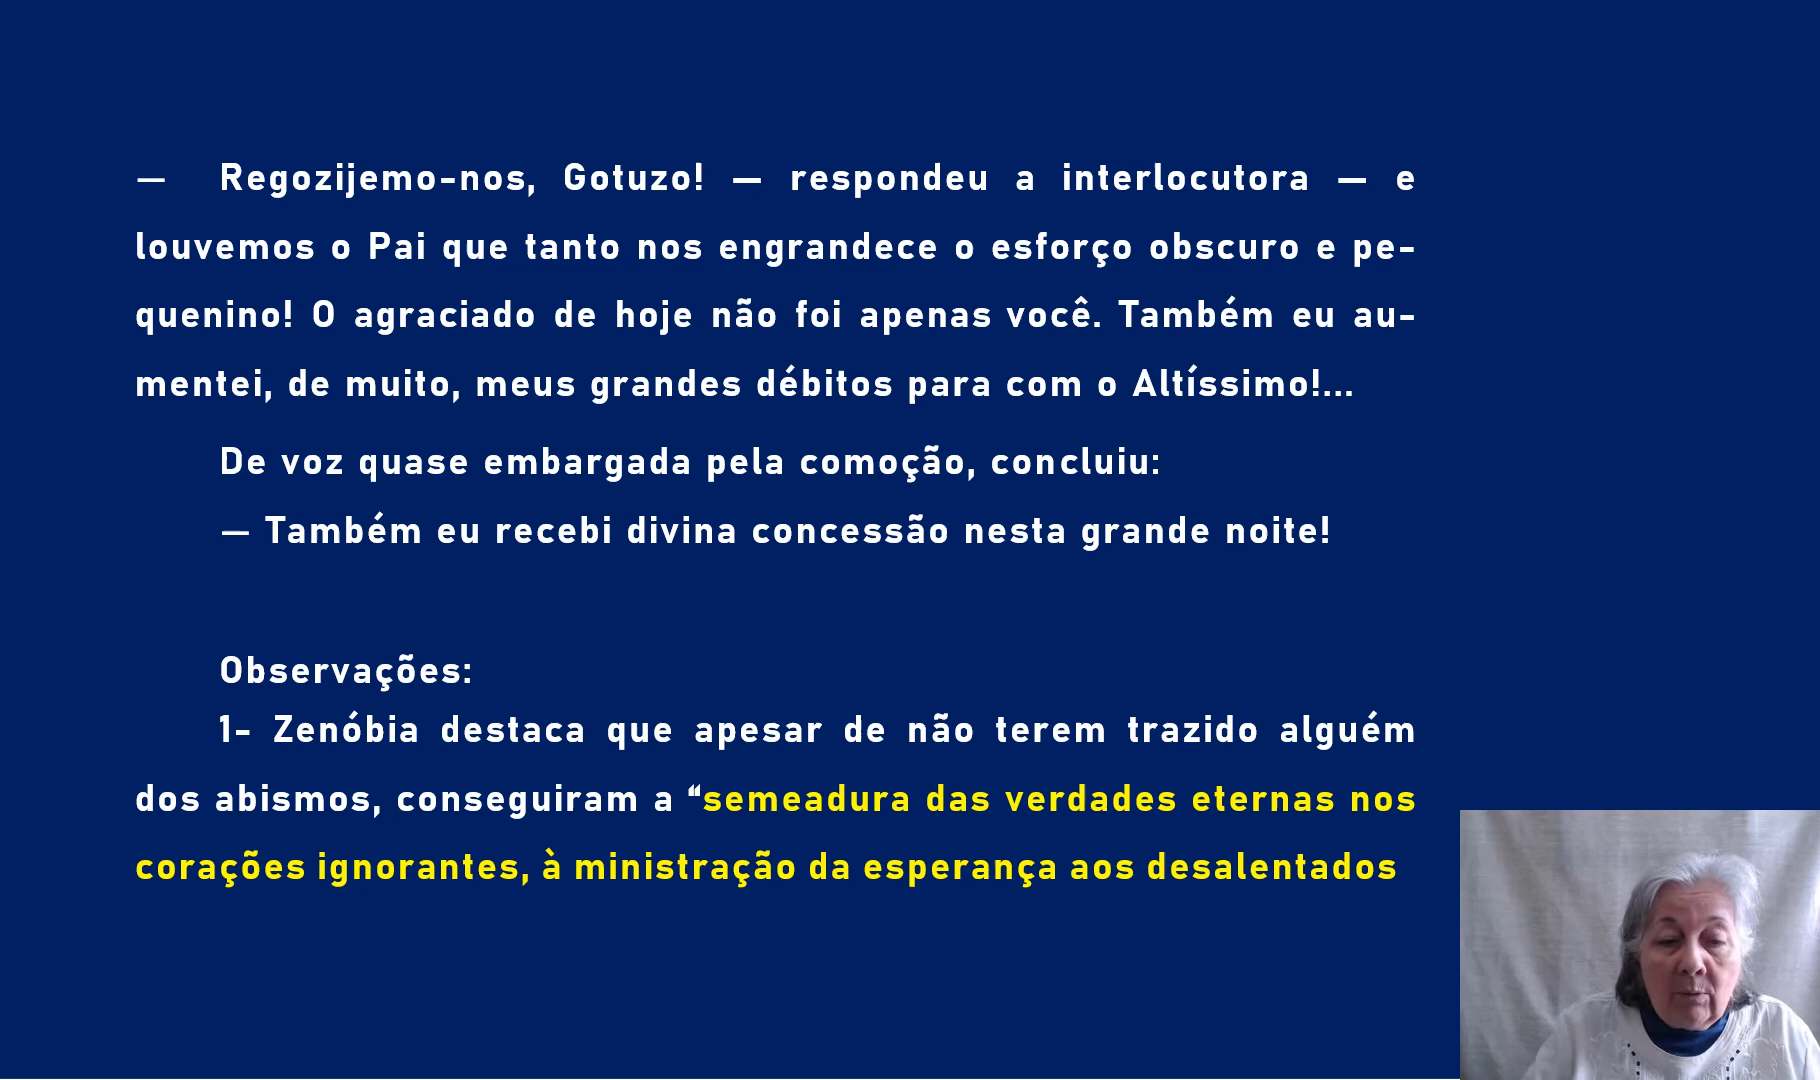 — Regozijemo-nos, Gotuzo! — respondeu a interlocutora — e
louvemos o Pai que tanto nos engrandece o esforço obscuro e pe-
quenino! O agraciado de hoje não foi apenas você. Também eu au-
mentei, de muito, meus grandes débitos para com o Altíssimo!...
De voz quase embargada pela comoção, concluiu:
— Também eu recebi divina concessão nesta grande noite!
Observações:
1- Zenóbia destaca que apesar de não terem trazido alguém
dos abismos, conseguiram a “semeadura das verdades eternas nos
corações ignorantes, à ministração da esperança aos desalentados